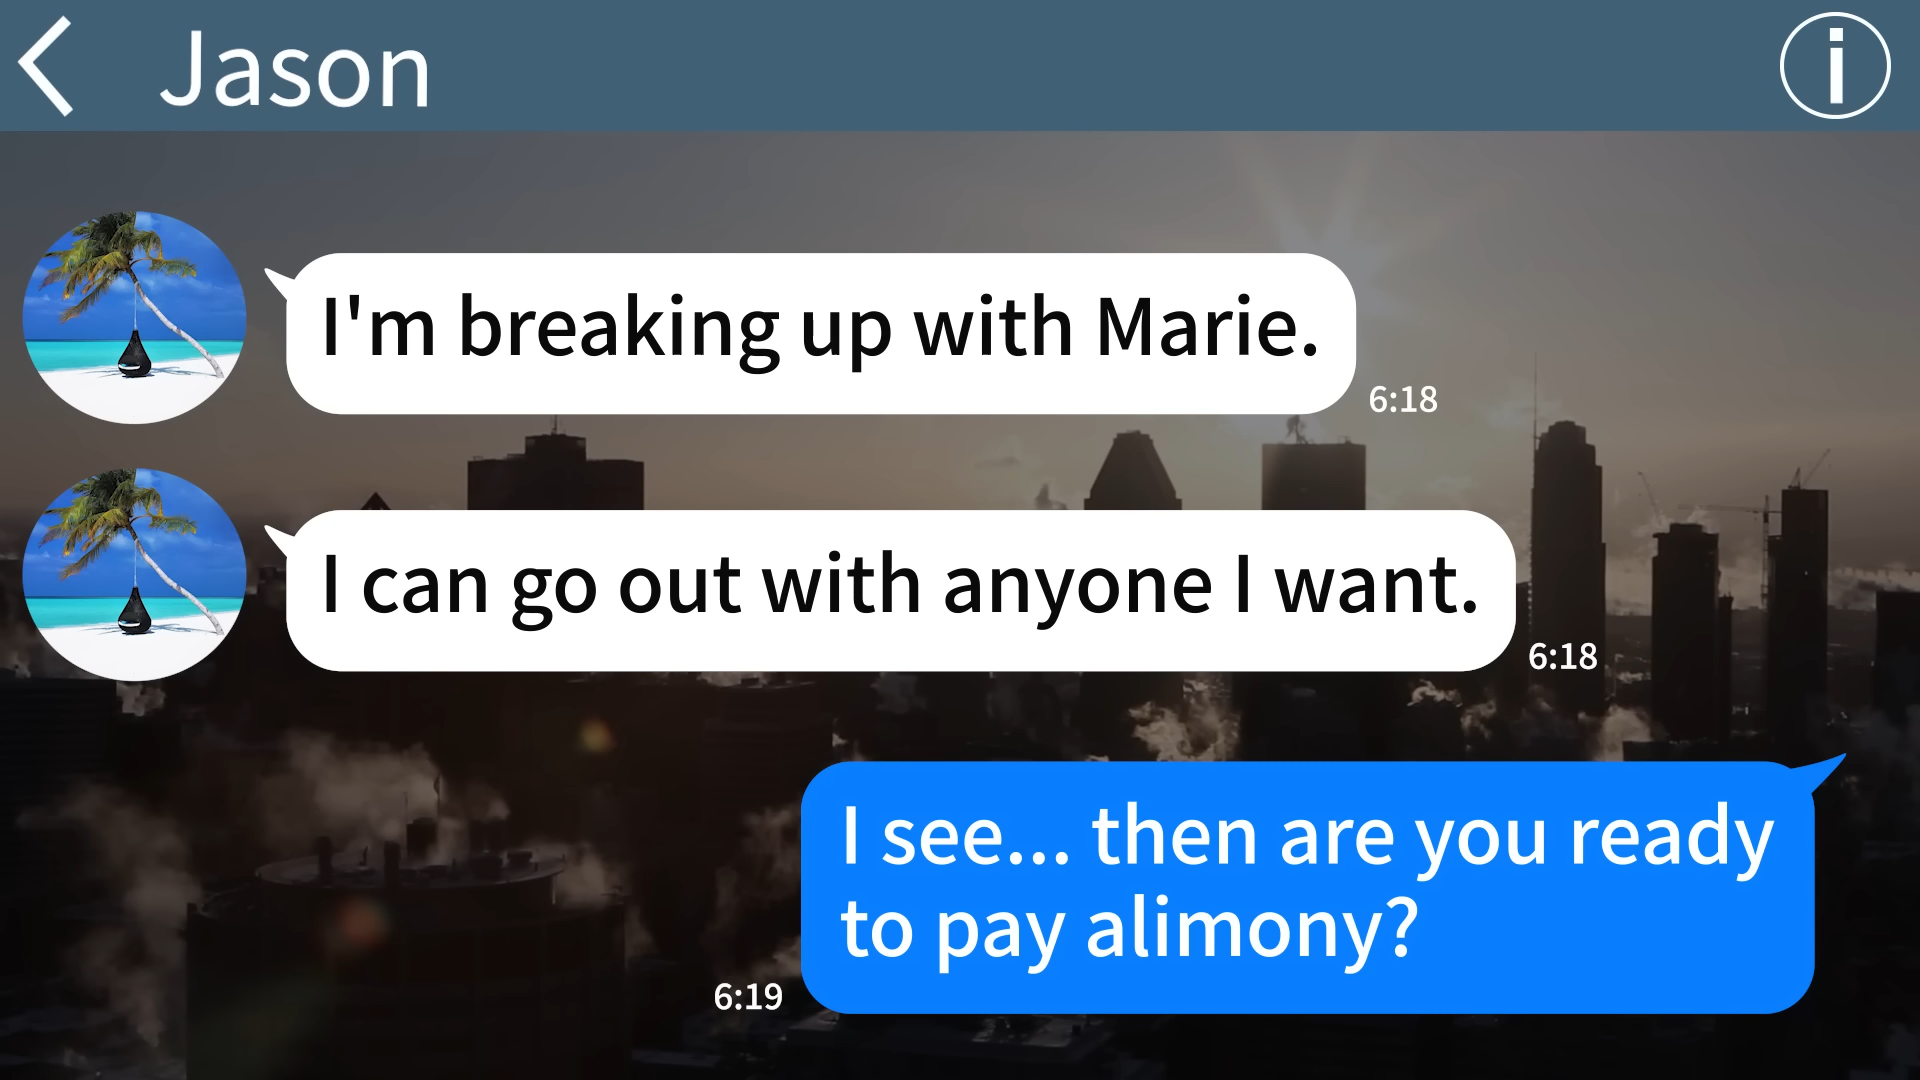 Jason
i
I'm breaking up with Marie.
6:18
I can go out with anyone I want.
6:18
I see... then are you ready
to pay alimony?
6:19